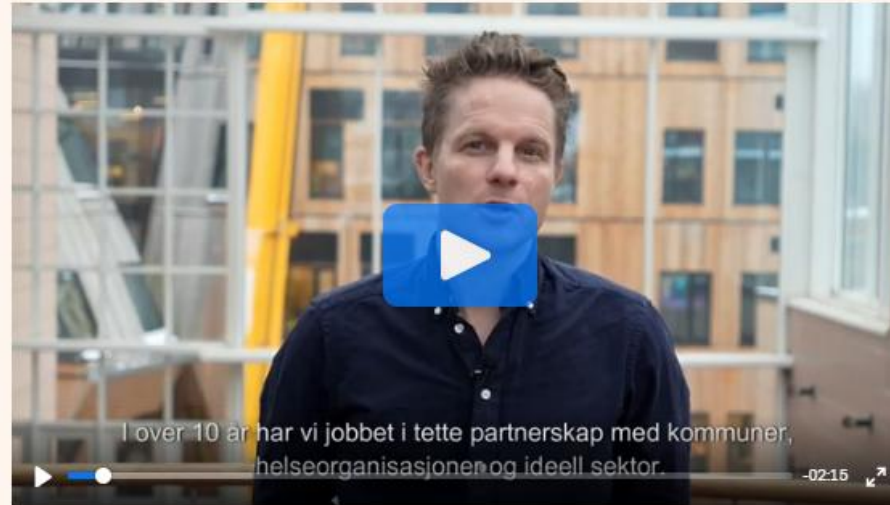 I over 10 år har vi jobbet i tette partnerskap med kommuner,
helseorganisasjoner og ideell sektor.
-02:15